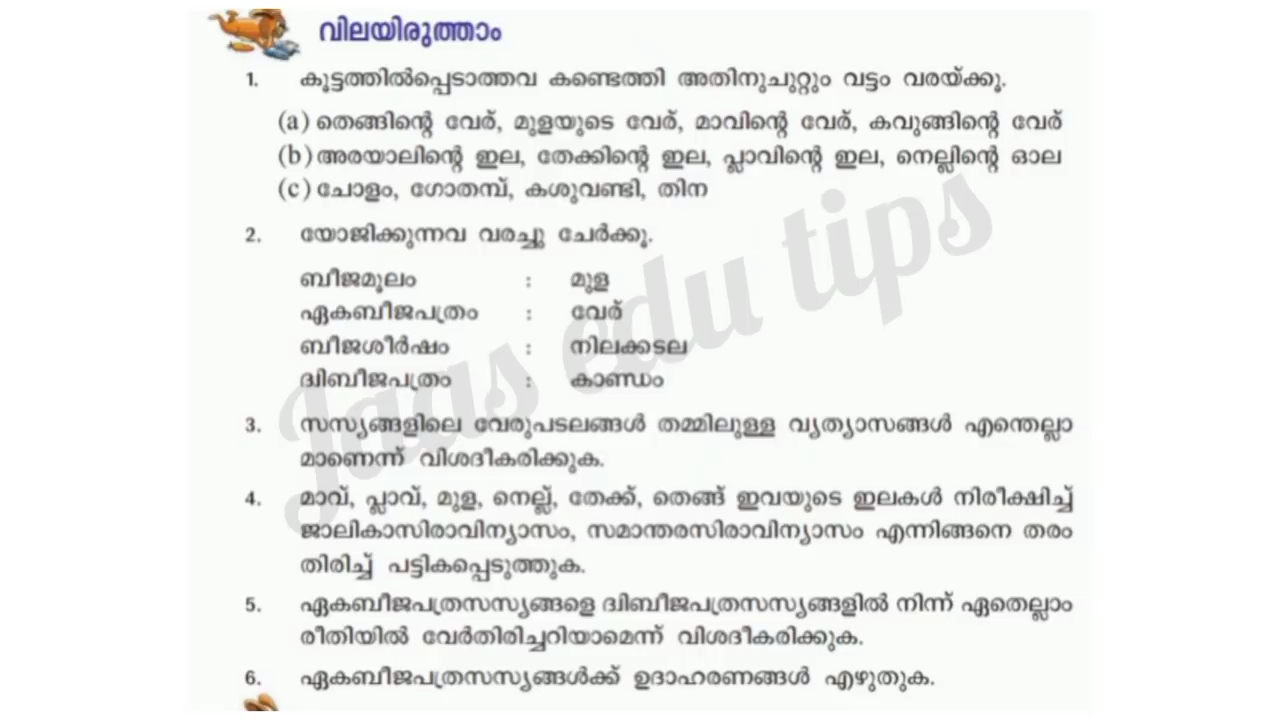 വിലയിരുത്താം
1. കൂട്ടത്തിൽപ്പെടാത്തവ കണ്ടെത്തി അതിനുചുറ്റും വട്ടം വരയ്ക്കൂ.
(a) തെങ്ങിന്റെ വേര്, മുളയുടെ വേര്, മാവിന്റെ വേര്, കവുങ്ങിന്റെ വേര്
(b) അരയാലിന്റെ ഇല, തേക്കിന്റെ ഇല, പ്ലാവിന്റെ ഇല, നെല്ലിന്റെ ഓല
(c) ചോളം, ഗോതമ്പ്, കശുവണ്ടി, തിന
2. യോജിക്കുന്നവ വരച്ചു ചേർക്കൂ.
ബീജമൂലം : മുള
ഏകബീജപത്രം : വേര്
ബീജശീർഷം : നിലക്കടല
ദ്വിബീജപത്രം : കാണ്ഡം
3. സസ്യങ്ങളിലെ വേരുപടലങ്ങൾ തമ്മിലുള്ള വ്യത്യാസങ്ങൾ എന്തെല്ലാ
മാണെന്ന് വിശദീകരിക്കുക.
4. മാവ്, പ്ലാവ്, മുള, നെല്ല്, തേക്ക്, തെങ്ങ് ഇവയുടെ ഇലകൾ നിരീക്ഷിച്ച്
ജാലികാസിരാവിന്യാസം, സമാന്തരസിരാവിന്യാസം എന്നിങ്ങനെ തരം
തിരിച്ച് പട്ടികപ്പെടുത്തുക.
5. ഏകബീജപത്രസസ്യങ്ങളെ ദ്വിബീജപത്രസസ്യങ്ങളിൽ നിന്ന് ഏതെല്ലാം
രീതിയിൽ വേർതിരിച്ചറിയാമെന്ന് വിശദീകരിക്കുക.
6. ഏകബീജപത്രസസ്യങ്ങൾക്ക് ഉദാഹരണങ്ങൾ എഴുതുക.
Jaas edu tips